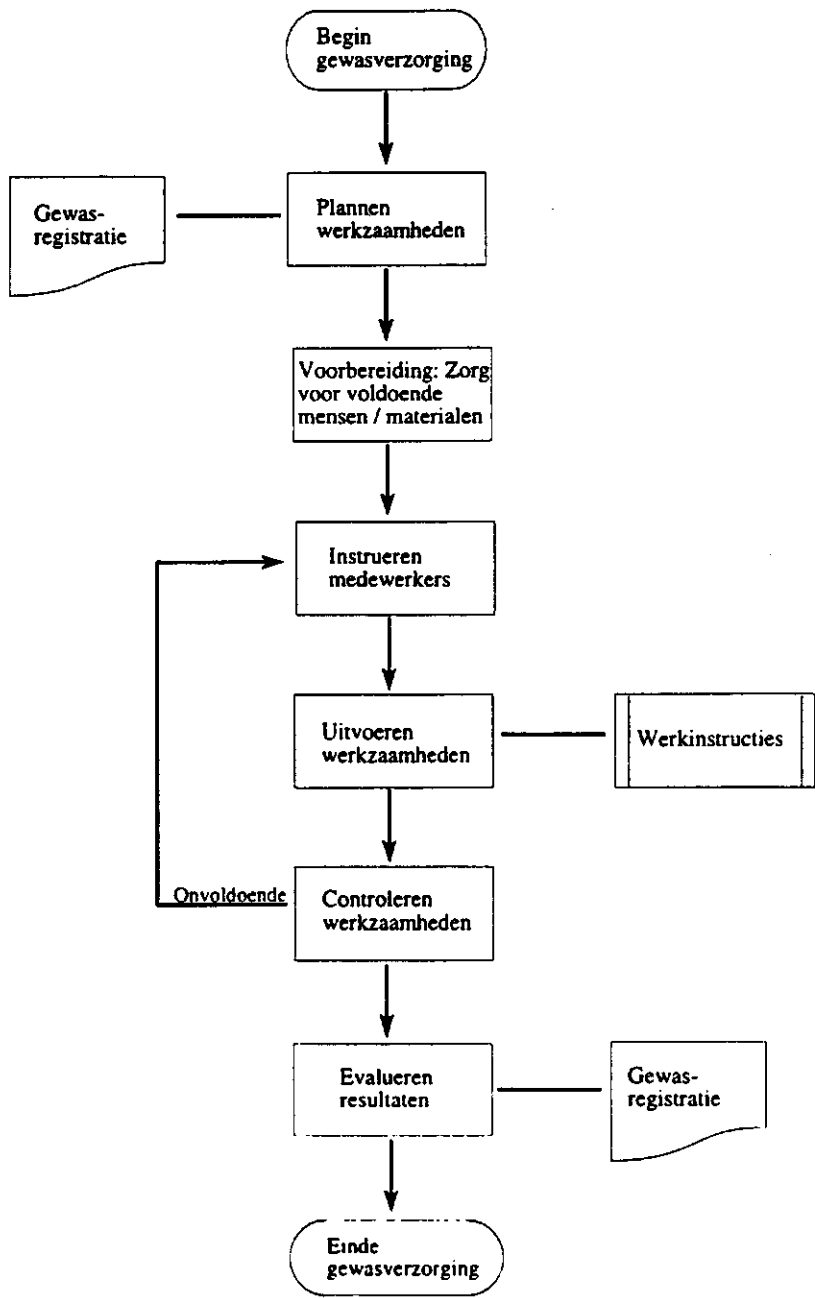 Begin
gewasverzorging
Gewas-
registratie
Plannen
werkzaamheden
Voorbereiding: Zorg
voor voldoende
mensen / materialen
Instrueren
medewerkers
Uitvoeren
werkzaamheden
Werkinstructies
Onvoldoende
Controleren
werkzaamheden
Evalueren
resultaten
Gewas-
registratie
Einde
gewasverzorging